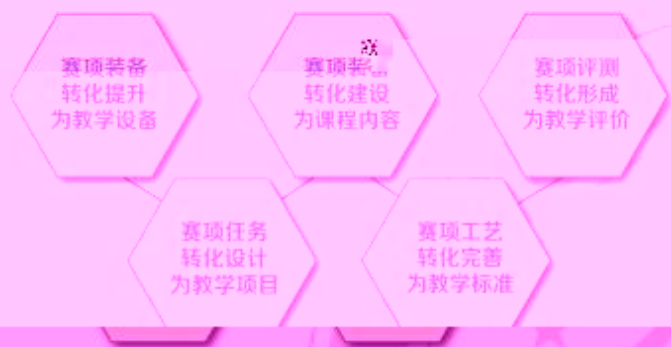 赛项装备
转化提升
为教学设备
赛项装
转化建设
为课程内容
赛项评测
转化形成
为教学评价
赛项任务
转化设计
为教学项目
赛项工艺
转化完善
为教学标准